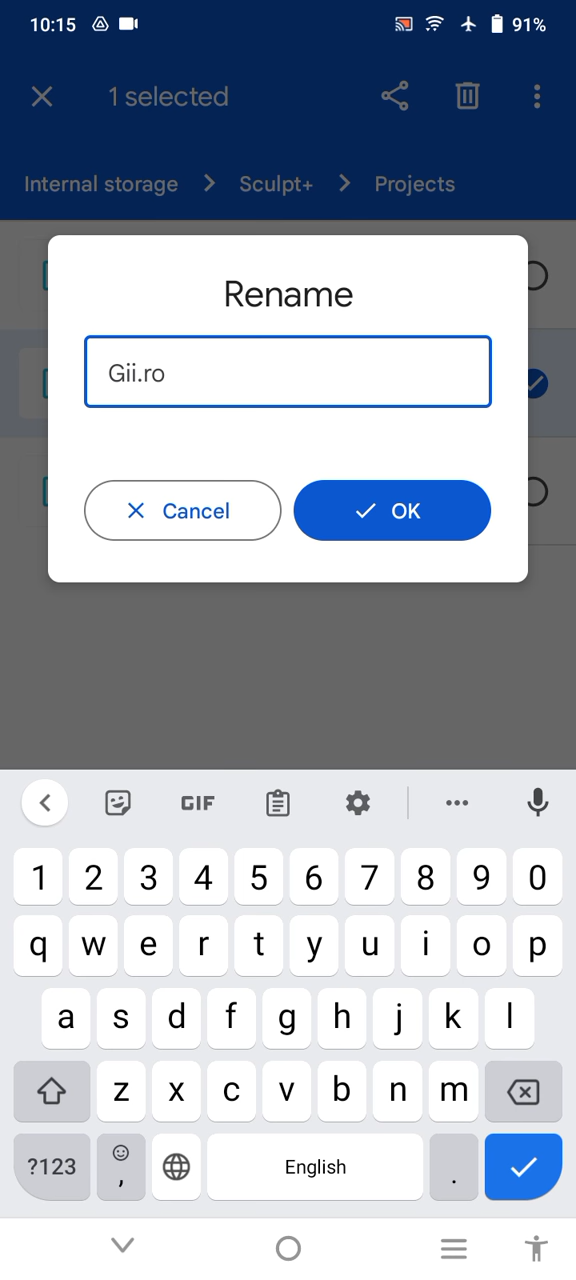 10:15
91%
1 selected
Internal storage > Sculpt+ > Projects
Rename
Gii.ro
Cancel
OK
GIF
1 2 3 4 5 6 7 8 9 0
q w e r t y u i o p
a s d f g h j k l
z x c v b n m
?123 , English .